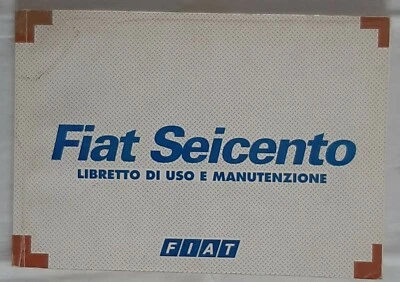 Fiat Seicento
LIBRETTO DI USO E MANUTENZIONE
FIAT